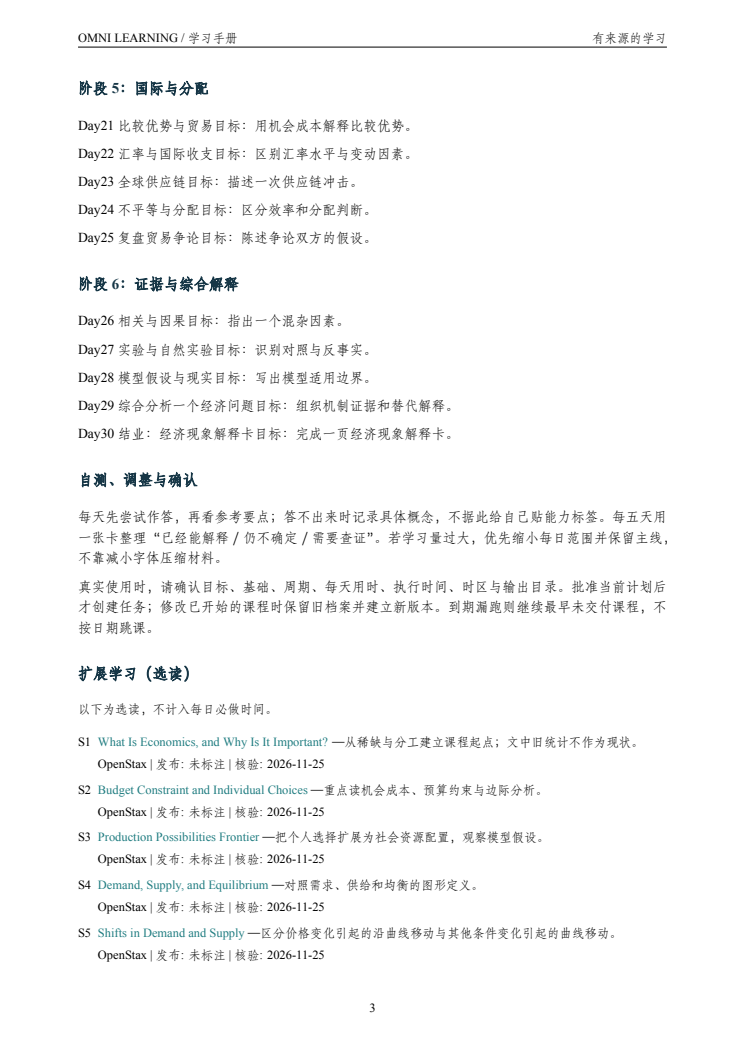 OMNI LEARNING / 学习手册 有来源的学习
阶段 5：国际与分配
Day21 比较优势与贸易目标：用机会成本解释比较优势。
Day22 汇率与国际收支目标：区别汇率水平与变动因素。
Day23 全球供应链目标：描述一次供应链冲击。
Day24 不平等与分配目标：区分效率和分配判断。
Day25 复盘贸易争论目标：陈述争论双方的假设。
阶段 6：证据与综合解释
Day26 相关与因果目标：指出一个混杂因素。
Day27 实验与自然实验目标：识别对照与反事实。
Day28 模型假设与现实目标：写出模型适用边界。
Day29 综合分析一个经济问题目标：组织机制证据和替代解释。
Day30 结业：经济现象解释卡目标：完成一页经济现象解释卡。
自测、调整与确认
每天先尝试作答，再看参考要点；答不出来时记录具体概念，不据此给自己贴能力标签。每五天用
一张卡整理“已经能解释 / 仍不确定 / 需要查证”。若学习量过大，优先缩小每日范围并保留主线，
不靠减小字体压缩材料。
真实使用时，请确认目标、基础、周期、每天用时、执行时间、时区与输出目录。批准当前计划后
才创建任务；修改已开始的课程时保留旧档案并建立新版本。到期漏跑则继续最早未交付课程，不
按日期跳课。
扩展学习（选读）
以下为选读，不计入每日必做时间。
S1 What Is Economics, and Why Is It Important? —从稀缺与分工建立课程起点；文中旧统计不作为现状。
OpenStax | 发布: 未标注 | 核验: 2026-11-25
S2 Budget Constraint and Individual Choices —重点读机会成本、预算约束与边际分析。
OpenStax | 发布: 未标注 | 核验: 2026-11-25
S3 Production Possibilities Frontier —把个人选择扩展为社会资源配置，观察模型假设。
OpenStax | 发布: 未标注 | 核验: 2026-11-25
S4 Demand, Supply, and Equilibrium —对照需求、供给和均衡的图形定义。
OpenStax | 发布: 未标注 | 核验: 2026-11-25
S5 Shifts in Demand and Supply —区分价格变化引起的沿曲线移动与其他条件变化引起的曲线移动。
OpenStax | 发布: 未标注 | 核验: 2026-11-25
3